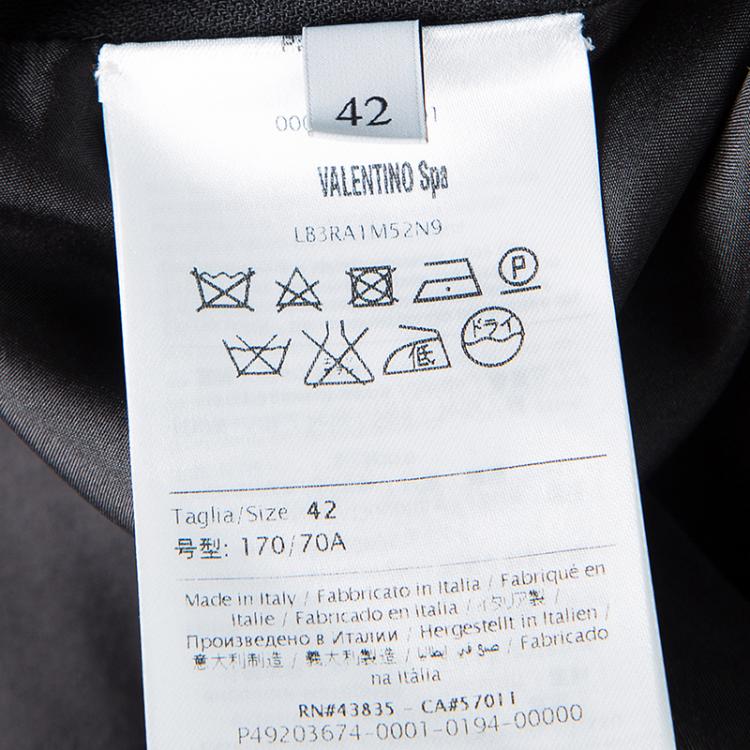 42
VALENTINO Spa
LB3RA1M52N9
P
ドライ
低
Taglia/Size 42
号型: 170/70A
Made in Italy / Fabbricato in Italia / Fabriqué en
Italie / Fabricado en Italia / イタリア製 /
Произведено в Италии / Hergestellt in Italien /
意大利制造 / 義大利製造 / صنع في إيطاليا / Fabricado
na itália
RN#43835 - CA#57011
P49203674-0001-0194-00000